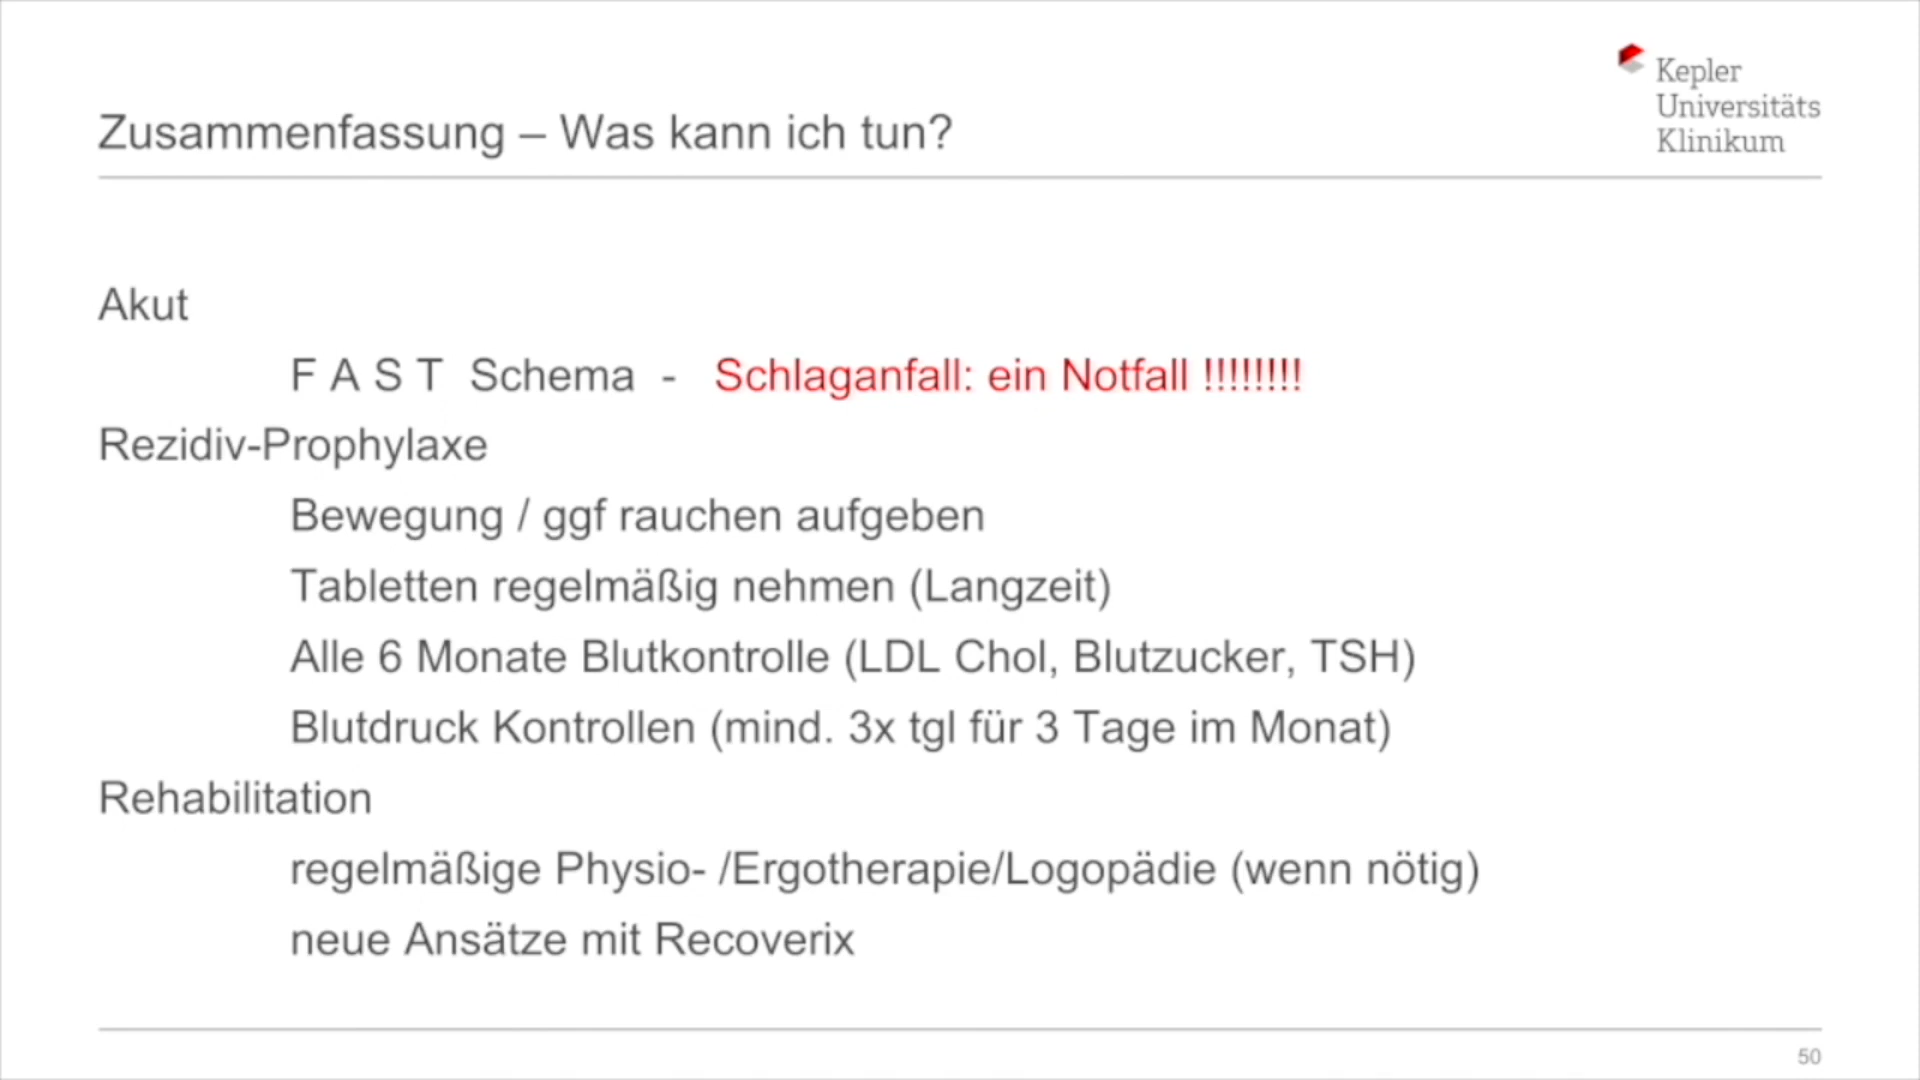 Kepler
Universitäts
Klinikum
Zusammenfassung – Was kann ich tun?
Akut
F A S T Schema - Schlaganfall: ein Notfall !!!!!!!!
Rezidiv-Prophylaxe
Bewegung / ggf rauchen aufgeben
Tabletten regelmäßig nehmen (Langzeit)
Alle 6 Monate Blutkontrolle (LDL Chol, Blutzucker, TSH)
Blutdruck Kontrollen (mind. 3x tgl für 3 Tage im Monat)
Rehabilitation
regelmäßige Physio- /Ergotherapie/Logopädie (wenn nötig)
neue Ansätze mit Recoverix
50